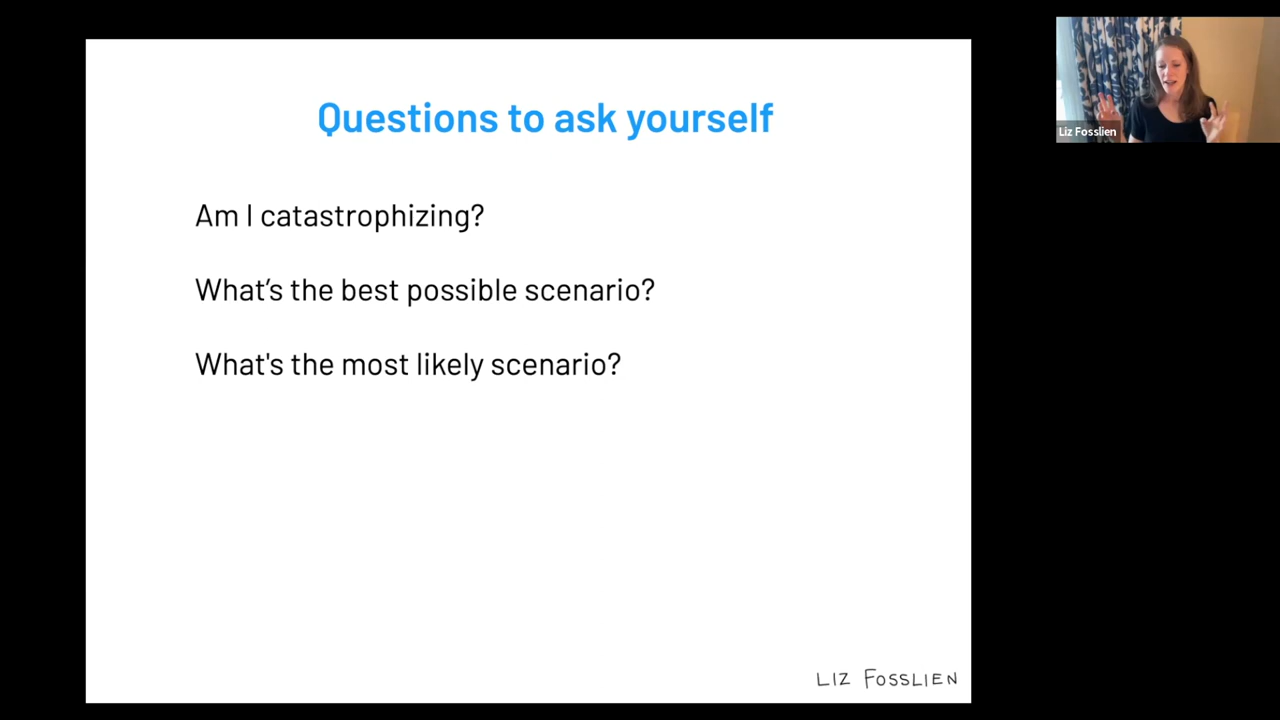 Questions to ask yourself
Am I catastrophizing?
What’s the best possible scenario?
What's the most likely scenario?
LIZ FOSSLIEN
Liz Fosslien